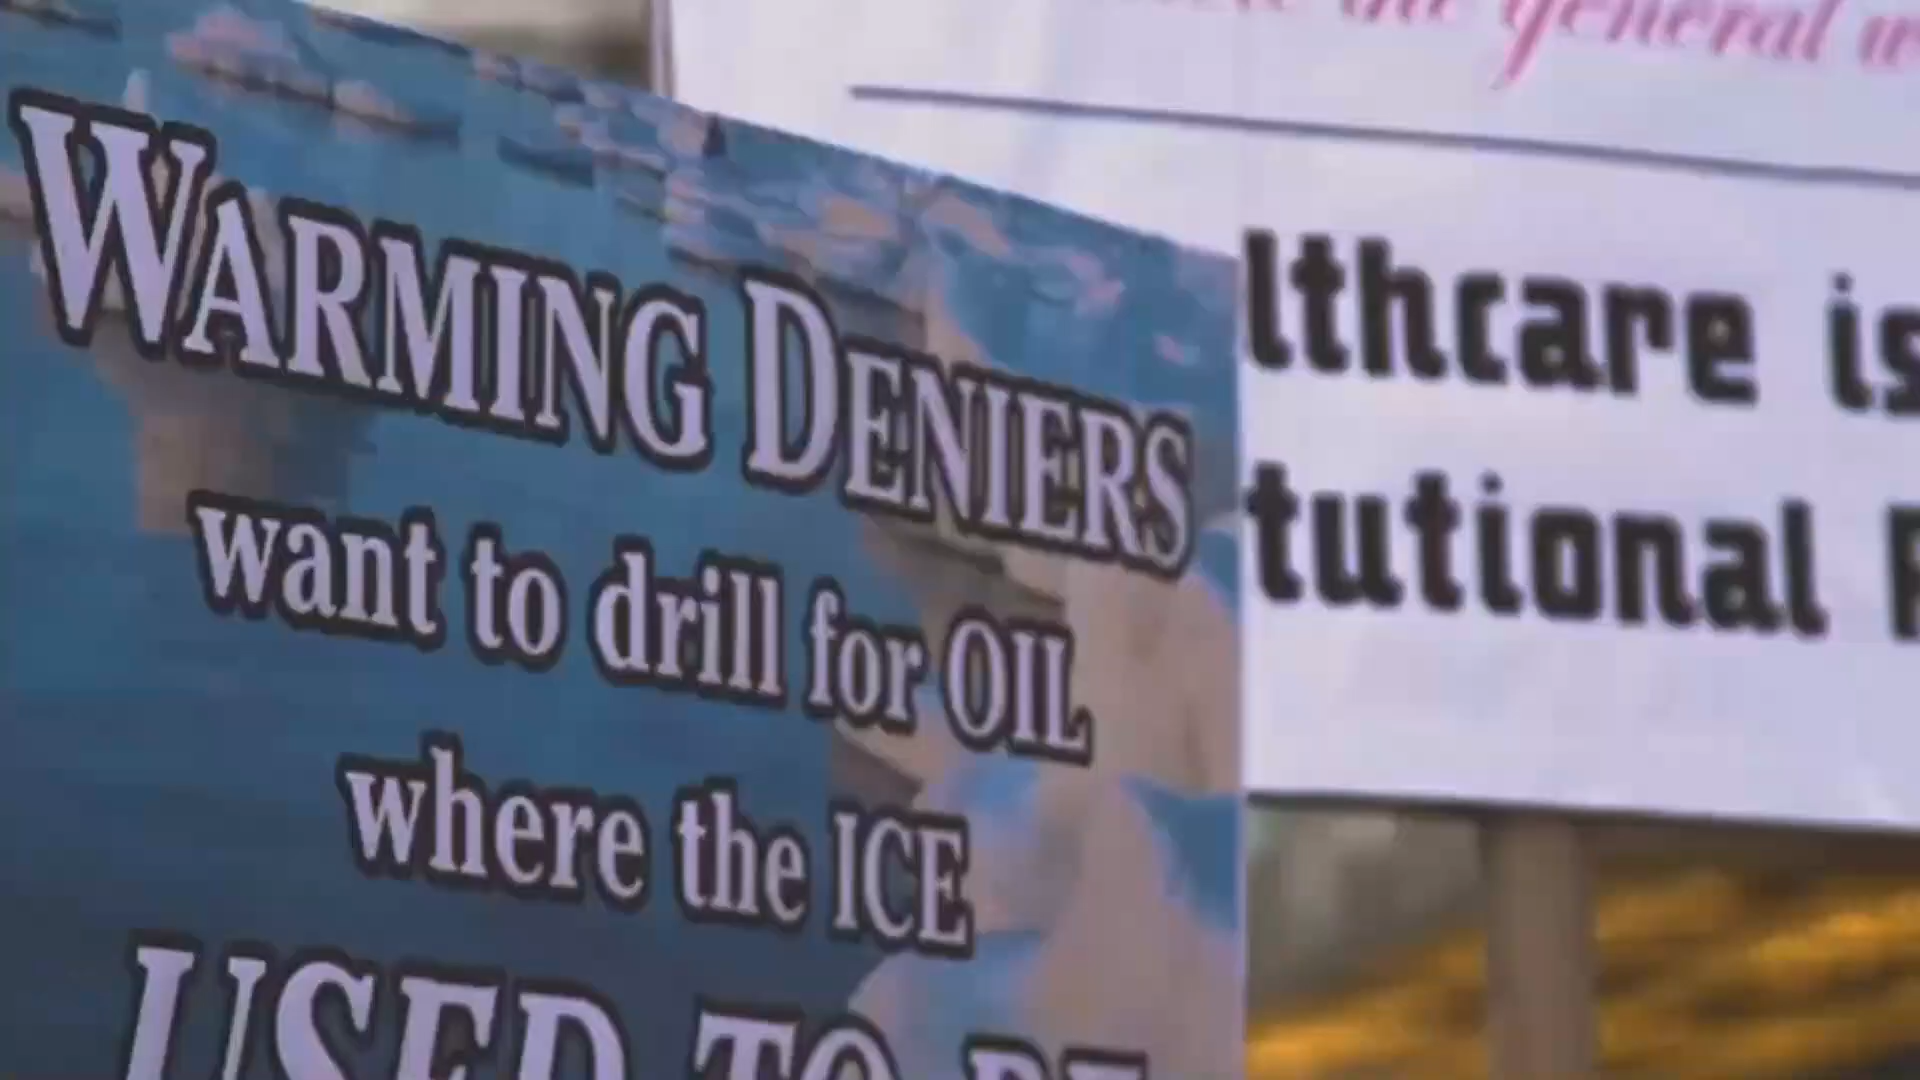 WARMING DENIERS
want to drill for OIL
where the ICE
USED TO BE
the general
lthcare is
tutional